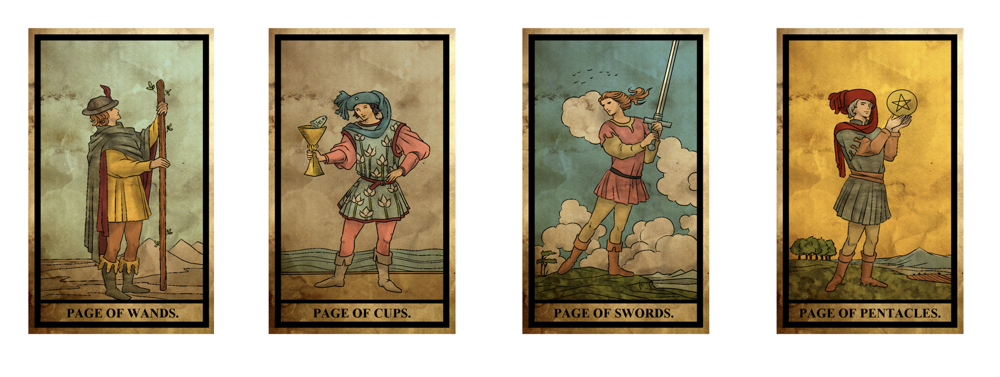 PAGE OF WANDS.
PAGE OF CUPS.
PAGE OF SWORDS.
PAGE OF PENTACLES.